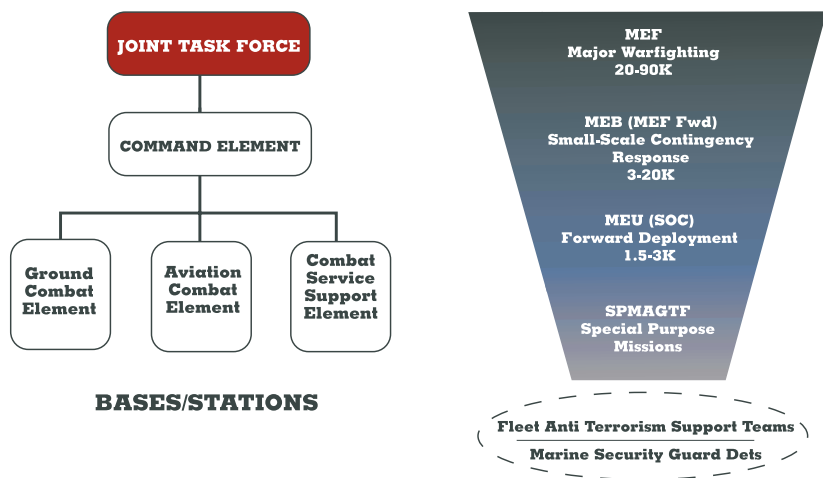 JOINT TASK FORCE
COMMAND ELEMENT
Ground
Combat
Element
Aviation
Combat
Element
Combat
Service
Support
Element
BASES/STATIONS
MEF
Major Warfighting
20-90K
MEB (MEF Fwd)
Small-Scale Contingency
Response
3-20K
MEU (SOC)
Forward Deployment
1.5-3K
SPMAGTF
Special Purpose
Missions
Fleet Anti Terrorism Support Teams
Marine Security Guard Dets